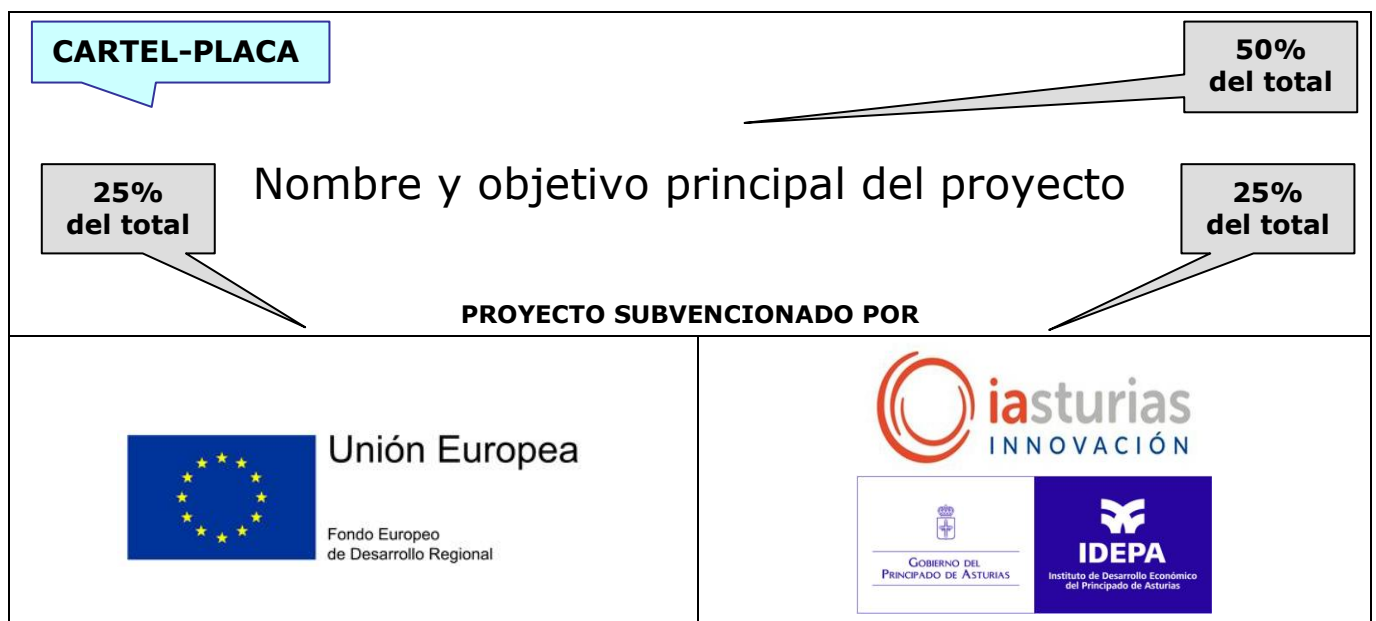 CARTEL-PLACA
50%
del total
Nombre y objetivo principal del proyecto
25%
del total
25%
del total
PROYECTO SUBVENCIONADO POR
Unión Europea
Fondo Europeo
de Desarrollo Regional
iasturias
INNOVACIÓN
GOBIERNO DEL
PRINCIPADO DE ASTURIAS
IDEPA
Instituto de Desarrollo Económico
del Principado de Asturias